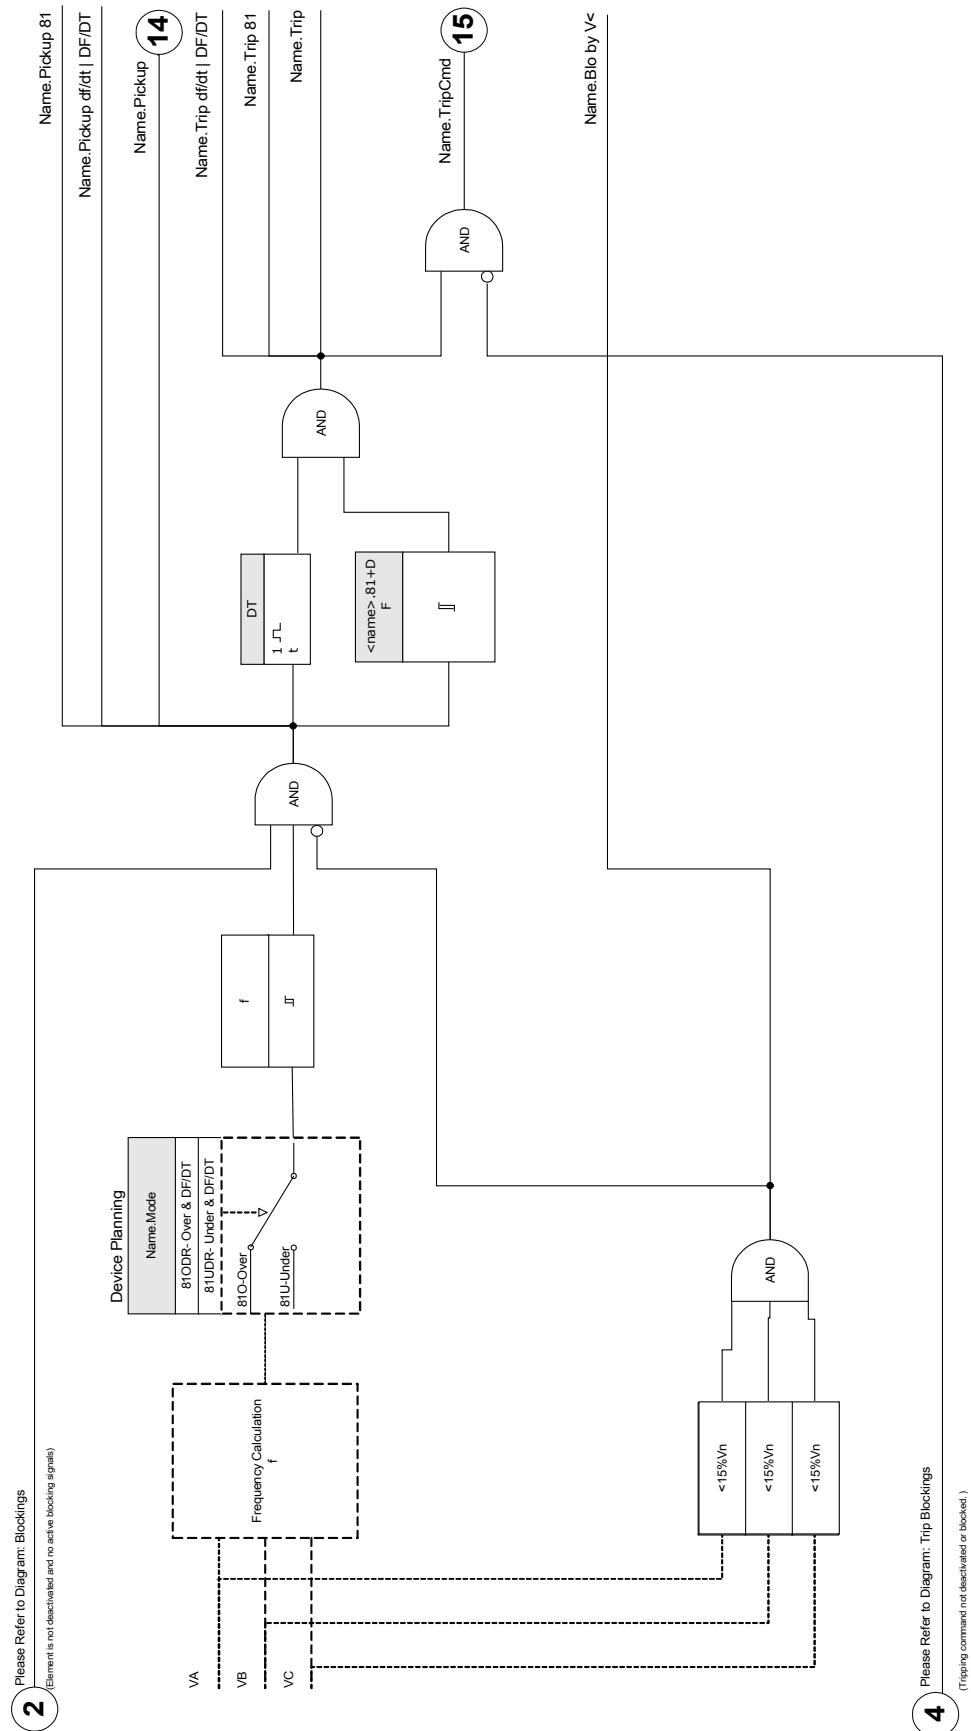 2
Please Refer to Diagram: Blockings
(Element is not deactivated and no active blocking signals)
VA
VB
VC
Frequency Calculation
f
Device Planning
Name.Mode
81ODR- Over & DF/DT
81UDR- Under & DF/DT
81O-Over
81U-Under
f
AND
DT
1
t
<name>.81+D
F
AND
AND
Name.Pickup 81
Name.Pickup df/dt | DF/DT
Name.Pickup
14
Name.Trip df/dt | DF/DT
Name.Trip 81
Name.Trip
Name.TripCmd
15
<15%Vn
<15%Vn
<15%Vn
AND
Name.Blo by V<
4
Please Refer to Diagram: Trip Blockings
(Tripping command not deactivated or blocked. )